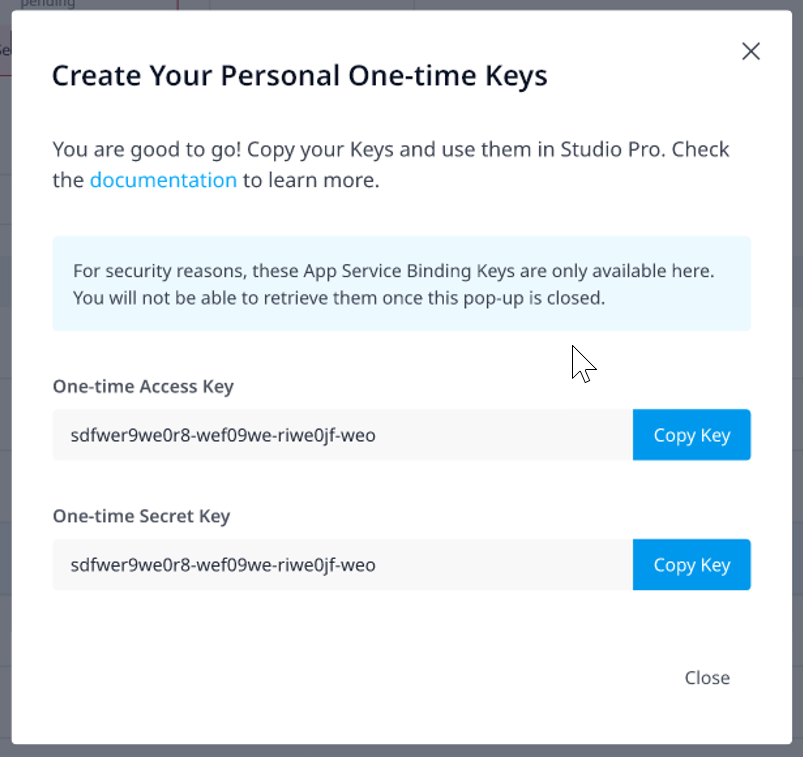 pending
Create Your Personal One-time Keys
You are good to go! Copy your Keys and use them in Studio Pro. Check
the documentation to learn more.
For security reasons, these App Service Binding Keys are only available here.
You will not be able to retrieve them once this pop-up is closed.
One-time Access Key
sdfwer9we0r8-wef09we-riwe0jf-weo Copy Key
One-time Secret Key
sdfwer9we0r8-wef09we-riwe0jf-weo Copy Key
Close